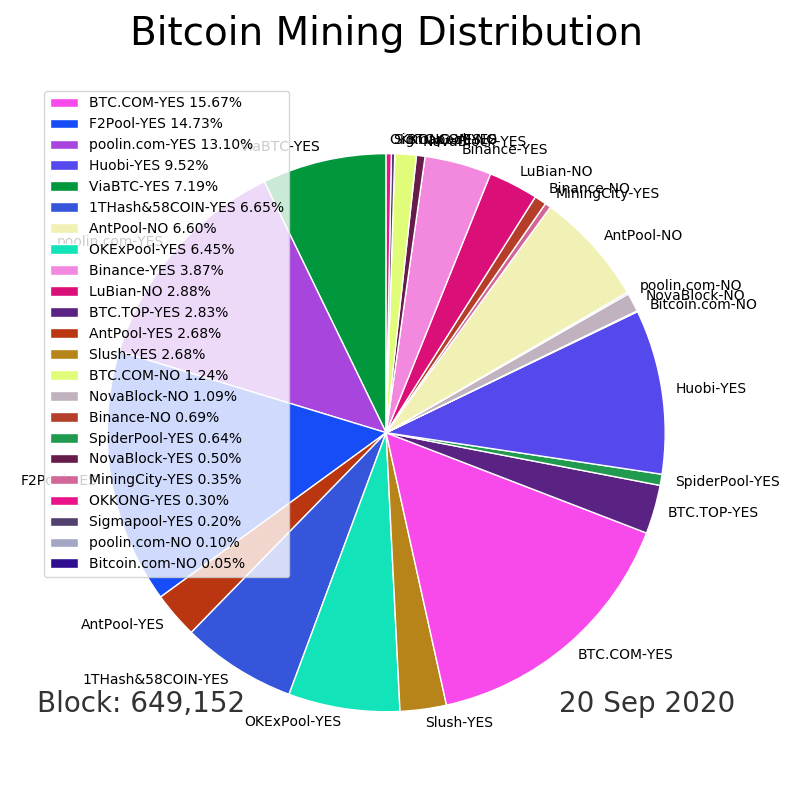 Bitcoin Mining Distribution
BTC.COM-YES 15.67%
F2Pool-YES 14.73%
poolin.com-YES 13.10%
Huobi-YES 9.52%
ViaBTC-YES 7.19%
1THash&58COIN-YES 6.65%
AntPool-NO 6.60%
OKExPool-YES 6.45%
Binance-YES 3.87%
LuBian-NO 2.88%
BTC.TOP-YES 2.83%
AntPool-YES 2.68%
Slush-YES 2.68%
BTC.COM-NO 1.24%
NovaBlock-NO 1.09%
Binance-NO 0.69%
SpiderPool-YES 0.64%
NovaBlock-YES 0.50%
MiningCity-YES 0.35%
OKKONG-YES 0.30%
Sigmapool-YES 0.20%
poolin.com-NO 0.10%
Bitcoin.com-NO 0.05%
ViaBTC-YES
poolin.com-YES
AntPool-YES
1THash&58COIN-YES
OKExPool-YES
Slush-YES
BTC.COM-YES
BTC.TOP-YES
SpiderPool-YES
Huobi-YES
Bitcoin.com-NO
NovaBlock-NO
poolin.com-NO
AntPool-NO
MiningCity-YES
Binance-NO
LuBian-NO
Binance-YES
NovaBlock-YES
Block: 649,152
20 Sep 2020